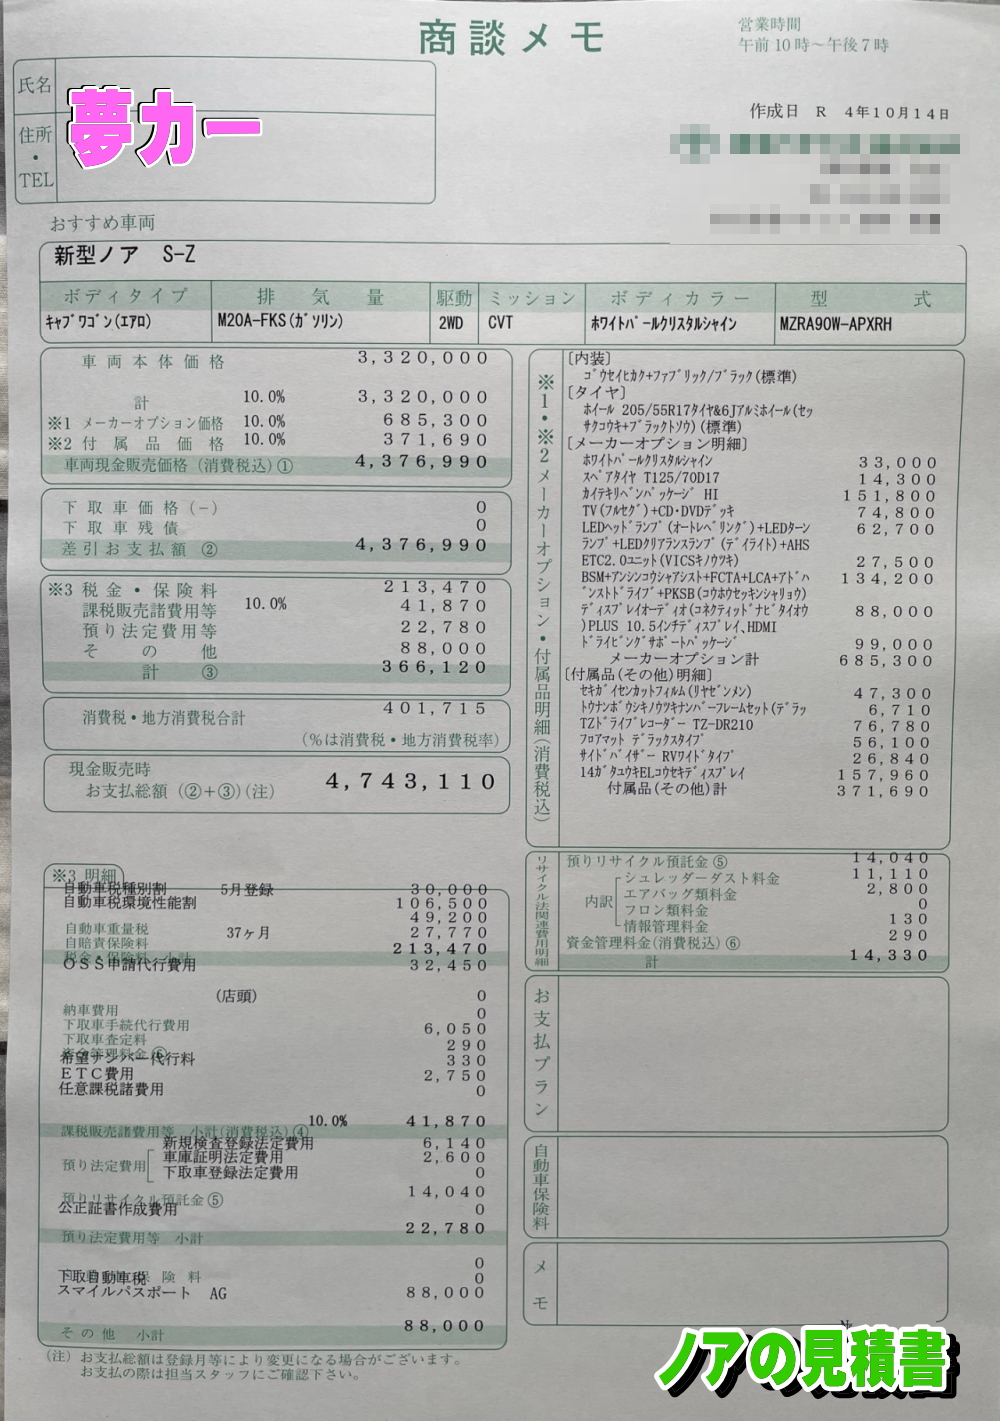 商談メモ
営業時間
午前10時～午後7時
氏名
住所
・
TEL
夢カー
作成日 R 4年10月14日
おすすめ車両
新型ノア S-Z
ボディタイプ 排気量 駆動 ミッション ボディカラー 型式
ｷｬﾌﾞﾜｺﾞﾝ(ｴｱﾛ) M20A-FKS(ｶﾞｿﾘﾝ) 2WD CVT ﾎﾜｲﾄﾊﾟｰﾙｸﾘｽﾀﾙｼｬｲﾝ MZRA90W-APXRH
車両本体価格 3,320,000
計 10.0% 3,320,000
※1 メーカーオプション価格 10.0% 685,300
※2 付属品価格 10.0% 371,690
車両現金販売価格(消費税込)① 4,376,990
下取車価格(－) 0
下取車残債 0
差引お支払額 ② 4,376,990
※3 税金・保険料 213,470
課税販売諸費用等 10.0% 41,870
預り法定費用等 22,780
その他 88,000
計 ③ 366,120
消費税・地方消費税合計 401,715
(%は消費税・地方消費税率)
現金販売時
お支払総額(②+③)(注) 4,743,110
※1・※2メーカーオプション・付属品明細(消費税込)
[内装]
ｺﾞｳｾｲﾋｶｸ+ﾌｧﾌﾞﾘｯｸ/ﾌﾞﾗｯｸ(標準)
[タイヤ]
ﾎｲｰﾙ 205/55R17ﾀｲﾔ&6Jｱﾙﾐﾎｲｰﾙ(ｾｯ
ｻｸｺｳｷ+ﾌﾞﾗｯｸﾄｿｳ)(標準)
[メーカーオプション明細]
ﾎﾜｲﾄﾊﾟｰﾙｸﾘｽﾀﾙｼｬｲﾝ 33,000
ｽﾍﾟｱﾀｲﾔ T125/70D17 14,300
ｶｲﾃｷﾘﾍﾞﾝﾊﾟｯｹｰｼﾞ HI 151,800
TV(ﾌﾙｾｸﾞ)+CD・DVDﾃﾞｯｷ 74,800
LEDﾍｯﾄﾞﾗﾝﾌﾟ(ｵｰﾄﾚﾍﾞﾘﾝｸﾞ)+LEDﾀｰﾝ 62,700
ﾗﾝﾌﾟ+LEDｸﾘｱﾗﾝｽﾗﾝﾌﾟ(ﾃﾞｲﾗｲﾄ)+AHS
ETC2.0ﾕﾆｯﾄ(VICSｷﾉｳﾂｷ) 27,500
BSM+ｱﾝｼﾝｺｳｼｬｱｼｽﾄ+FCTA+LCA+ｱﾄﾞﾊ 134,200
ﾞﾝｽﾄﾞﾗｲﾌﾞ+PKSB(ｺｳﾎｳｾｯｷﾝｼｬﾘｮｳ)
ﾃﾞｨｽﾌﾟﾚｲｵｰﾃﾞｨｵ(ｺﾈｸﾃｨｯﾄﾞﾅﾋﾞﾀｲｵｳ 88,000
)PLUS 10.5ｲﾝﾁﾃﾞｨｽﾌﾟﾚｲ､HDMI
ﾄﾞﾗｲﾋﾞﾝｸﾞｻﾎﾟｰﾄﾊﾟｯｹｰｼﾞ 99,000
メーカーオプション計 685,300
[付属品(その他)明細]
ｾｷｶﾞｲｾﾝｶｯﾄﾌｨﾙﾑ(ﾘﾔｾﾞﾝﾒﾝ) 47,300
ﾄｳﾅﾝﾎﾞｳｼｷﾉｳﾂｷﾅﾝﾊﾞｰﾌﾚｰﾑｾｯﾄ(ﾃﾞﾗｯ 6,710
TZﾄﾞﾗｲﾌﾞﾚｺｰﾀﾞｰ TZ-DR210 76,780
ﾌﾛｱﾏｯﾄ ﾃﾞﾗｯｸｽﾀｲﾌﾟ 56,100
ｻｲﾄﾞﾊﾞｲｻﾞｰ RVﾜｲﾄﾞﾀｲﾌﾟ 26,840
14ｶﾞﾀﾕｳｷELｺｳｾｷﾃﾞｨｽﾌﾟﾚｲ 157,960
付属品(その他)計 371,690
※3 明細
自動車税種別割 5月登録 30,000
自動車税環境性能割 106,500
49,200
自動車重量税
自賠責保険料 37ヶ月 27,770
税金・保険料 小計 213,470
OSS申請代行費用 32,450
(店頭) 0
納車費用 0
下取車手続代行費用 6,050
下取車査定料
資金管理料金⑥ 290
希望ナンバー代行料 330
ETC費用 2,750
任意課税諸費用 0
10.0% 41,870
課税販売諸費用等 小計(消費税込)④
預り法定費用
新規検査登録法定費用 6,140
車庫証明法定費用 2,600
下取車登録法定費用 0
預りリサイクル預託金⑤ 14,040
公正証書作成費用 0
預り法定費用等 小計 22,780
0
下取自動車税 保険料 0
スマイルパスポート AG 88,000
その他 小計 88,000
(注) お支払総額は登録月等により変更になる場合がございます。
お支払の際は担当スタッフにご確認下さい。
リサイクル法関連費用明細
預りリサイクル預託金⑤ 14,040
内訳
シュレッダーダスト料金 11,110
エアバッグ類料金 2,800
フロン類料金 0
情報管理料金 130
資金管理料金(消費税込)⑥ 290
計 14,330
お支払プラン
自動車保険料
メモ
ノアの見積書